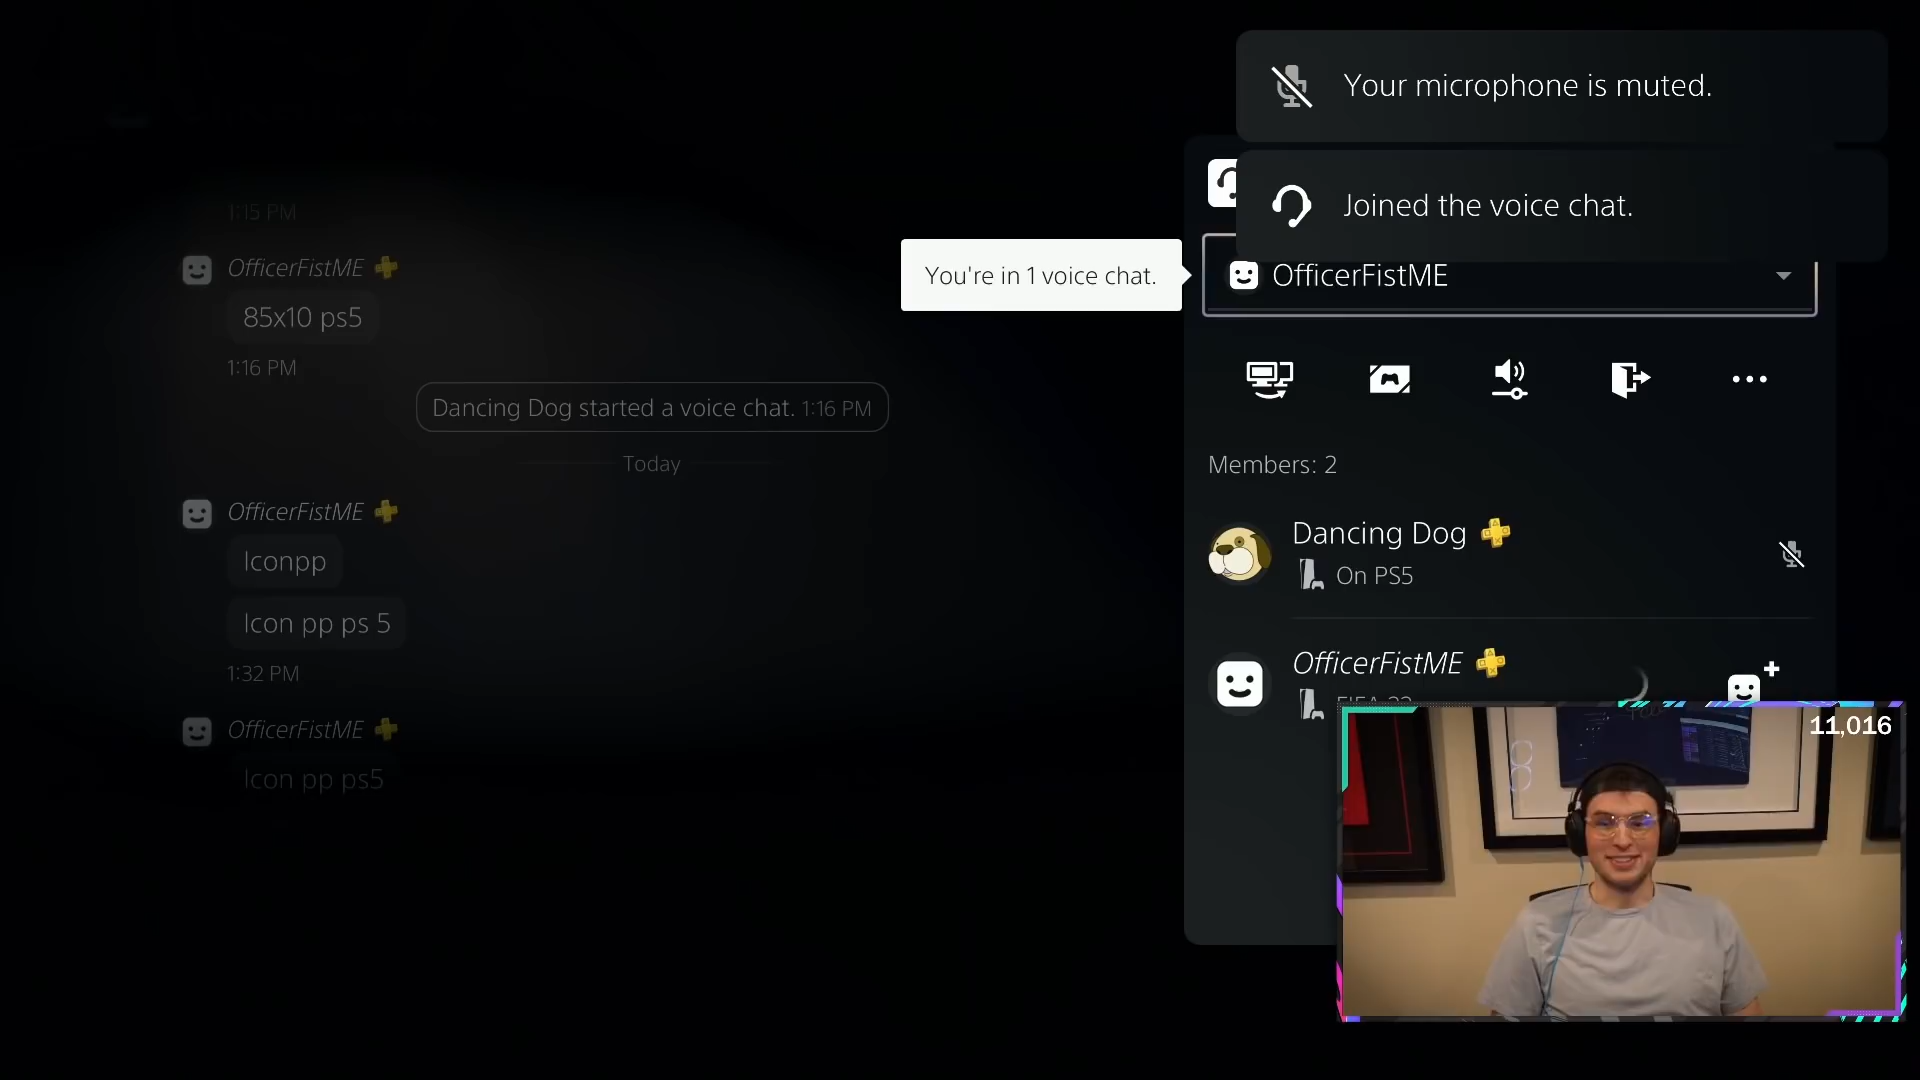 Your microphone is muted.
Joined the voice chat.
1:15 PM
OfficerFistME
85x10 ps5
1:16 PM
Dancing Dog started a voice chat. 1:16 PM
Today
OfficerFistME
Iconpp
Icon pp ps 5
1:32 PM
OfficerFistME
Icon pp ps5
You're in 1 voice chat.
OfficerFistME
Members: 2
Dancing Dog
On PS5
OfficerFistME
11,016